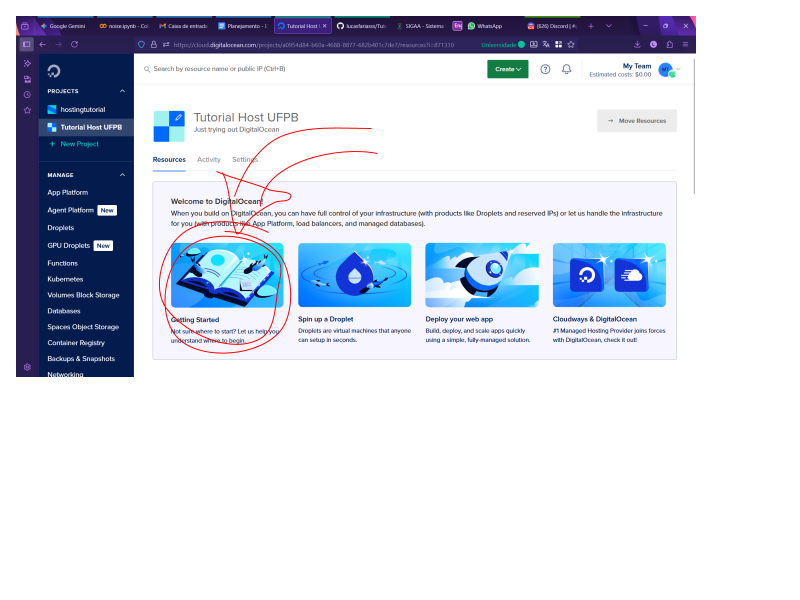 Google Gemini
noise.ipynb - Col
Caixa de entrada
Planejamento - I
Tutorial Host
lucasfariasss/Tut
SIGAA - Sistema
Eng
WhatsApp
(626) Discord | #
https://cloud.digitalocean.com/projects/
Universidade
PROJECTS
hostingtutorial
Tutorial Host UFPB
+ New Project
MANAGE
App Platform
Agent Platform New
Droplets
GPU Droplets New
Functions
Kubernetes
Volumes Block Storage
Databases
Spaces Object Storage
Container Registry
Backups & Snapshots
Networking
Search by resource name or public IP (Ctrl+B)
Create
My Team
Estimated costs: $0.00
MT
Tutorial Host UFPB
Just trying out DigitalOcean
→ Move Resources
Resources Activity Settings
Welcome to DigitalOcean!
When you build on DigitalOcean, you can have full control of your infrastructure (with products like Droplets and reserved IPs) or let us handle the infrastructure
for you (with products like App Platform, load balancers, and managed databases).
Getting Started
Not sure where to start? Let us help you
understand where to begin.
Spin up a Droplet
Droplets are virtual machines that anyone
can setup in seconds.
Deploy your web app
Build, deploy, and scale apps quickly
using a simple, fully-managed solution.
Cloudways & DigitalOcean
#1 Managed Hosting Provider joins forces
with DigitalOcean, check it out!